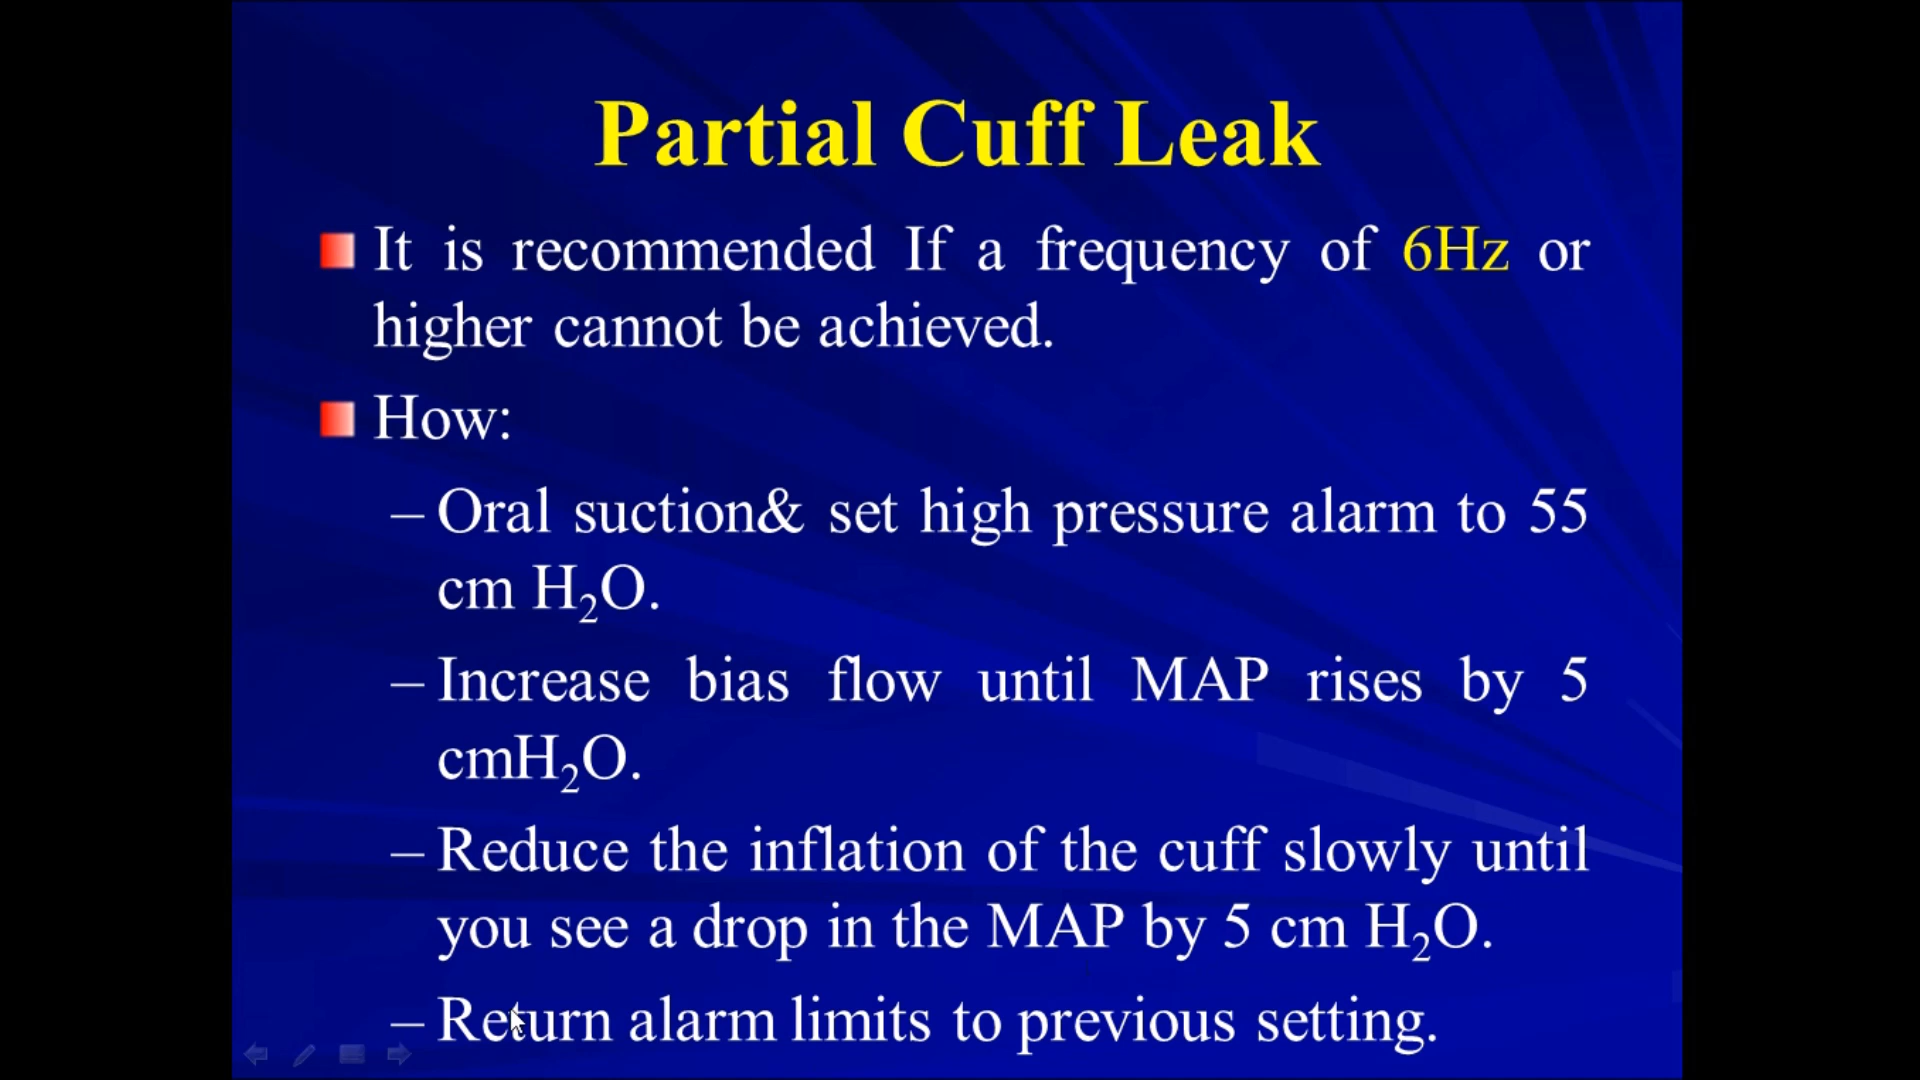 Partial Cuff Leak
It is recommended If a frequency of 6Hz or
higher cannot be achieved.
How:
– Oral suction& set high pressure alarm to 55
cm H₂O.
– Increase bias flow until MAP rises by 5
cmH₂O.
– Reduce the inflation of the cuff slowly until
you see a drop in the MAP by 5 cm H₂O.
– Return alarm limits to previous setting.